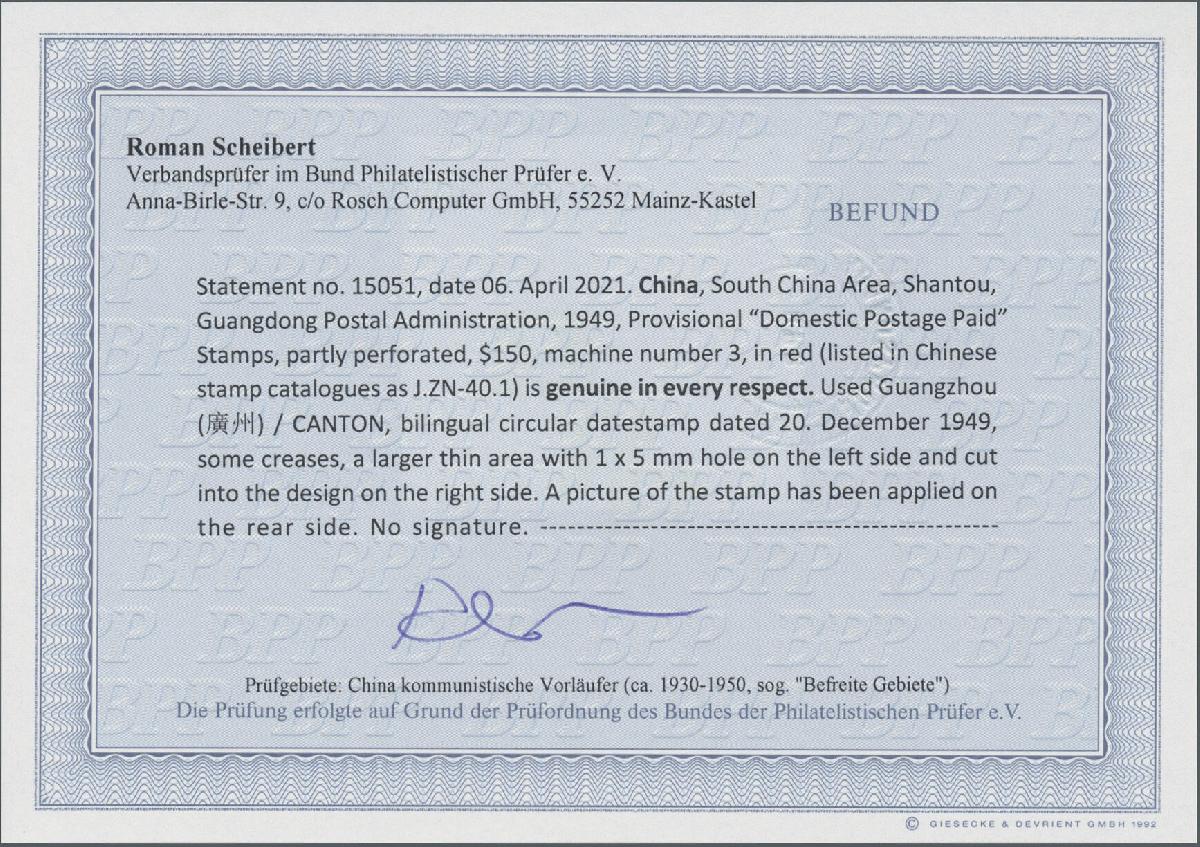 Roman Scheibert
Verbandsprüfer im Bund Philatelistischer Prüfer e. V.
Anna-Birle-Str. 9, c/o Rosch Computer GmbH, 55252 Mainz-Kastel
BEFUND
Statement no. 15051, date 06. April 2021. China, South China Area, Shantou,
Guangdong Postal Administration, 1949, Provisional “Domestic Postage Paid”
Stamps, partly perforated, $150, machine number 3, in red (listed in Chinese
stamp catalogues as J.ZN-40.1) is genuine in every respect. Used Guangzhou
(廣州) / CANTON, bilingual circular datestamp dated 20. December 1949,
some creases, a larger thin area with 1 x 5 mm hole on the left side and cut
into the design on the right side. A picture of the stamp has been applied on
the rear side. No signature. ------------------------------------------------
Prüfgebiete: China kommunistische Vorläufer (ca. 1930-1950, sog. "Befreite Gebiete")
Die Prüfung erfolgte auf Grund der Prüfordnung des Bundes der Philatelistischen Prüfer e.V.
© GIESECKE & DEVRIENT GMBH 1992